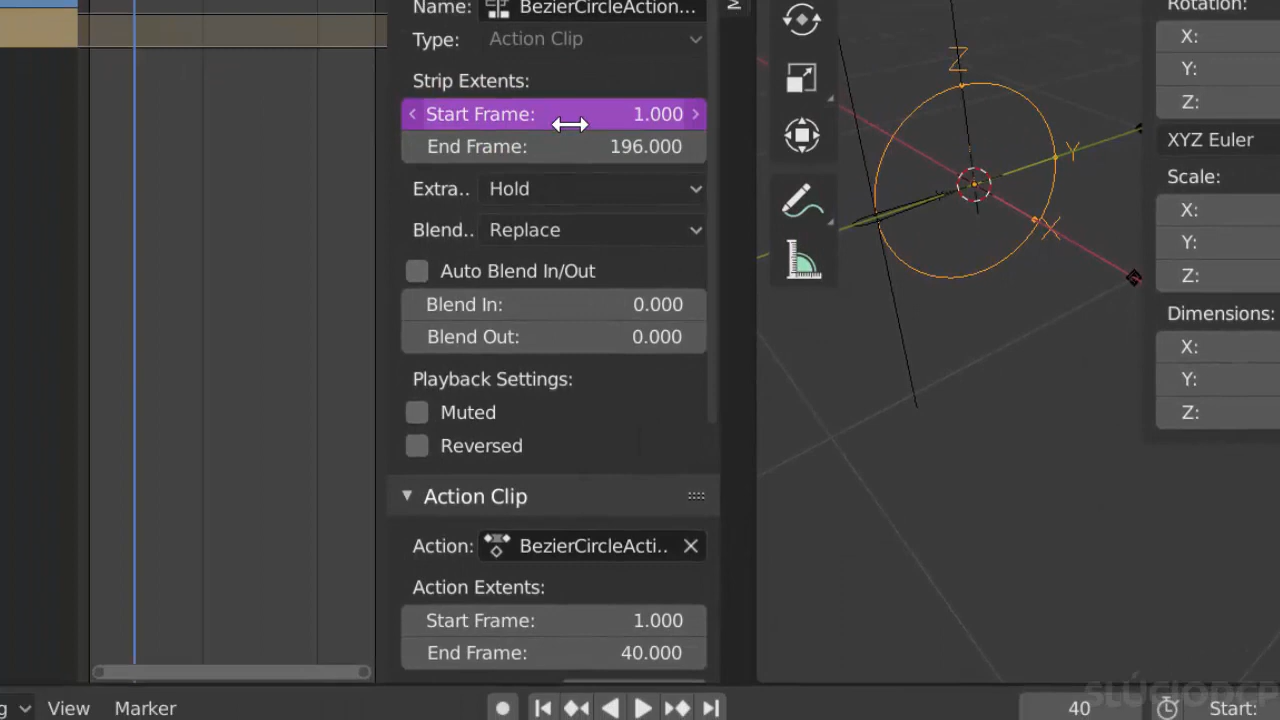 Name: BezierCircleAction...
Type: Action Clip
Strip Extents:
Start Frame: 1.000
End Frame: 196.000
Extra.. Hold
Blend.. Replace
Auto Blend In/Out
Blend In: 0.000
Blend Out: 0.000
Playback Settings:
Muted
Reversed
Action Clip
Action: BezierCircleActi..
Action Extents:
Start Frame: 1.000
End Frame: 40.000
View Marker
Z
Y
X
Rotation:
X:
Y:
Z:
XYZ Euler
Scale:
X:
Y:
Z:
Dimensions:
X:
Y:
Z:
40 Start: